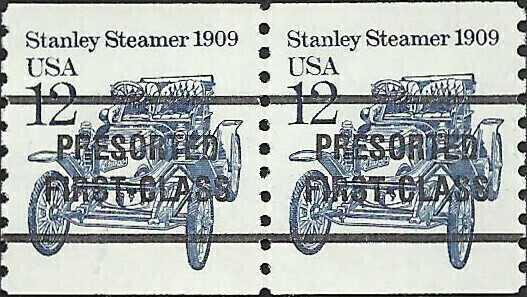 Stanley Steamer 1909
USA
12
PRESORTED
FIRST-CLASS
Stanley Steamer 1909
USA
12
PRESORTED
FIRST-CLASS